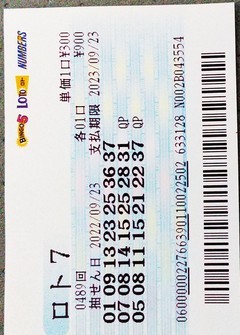 BINGO5 LOTO NUMBERS
ロト7
単価1口¥300
0489回 各01口 ¥900
抽せん日 2022/09/23 支払期限 2023/09/23
01 09 13 23 25 36 37
07 08 14 15 25 28 31 QP
05 08 11 15 21 22 37 QP
060000022766390110022502 633128 N002B043554